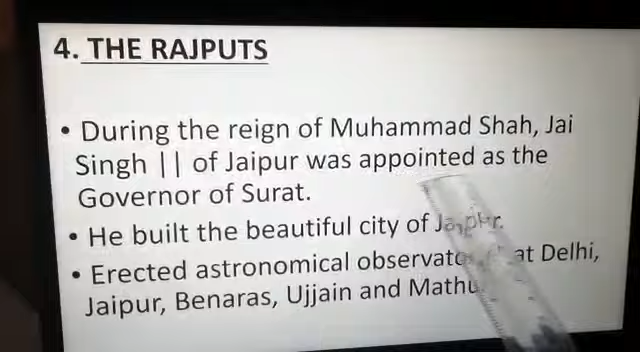 4. THE RAJPUTS
• During the reign of Muhammad Shah, Jai
Singh || of Jaipur was appointed as the
Governor of Surat.
• He built the beautiful city of Jaipur.
• Erected astronomical at Delhi,
Jaipur, Benaras, Ujjain and